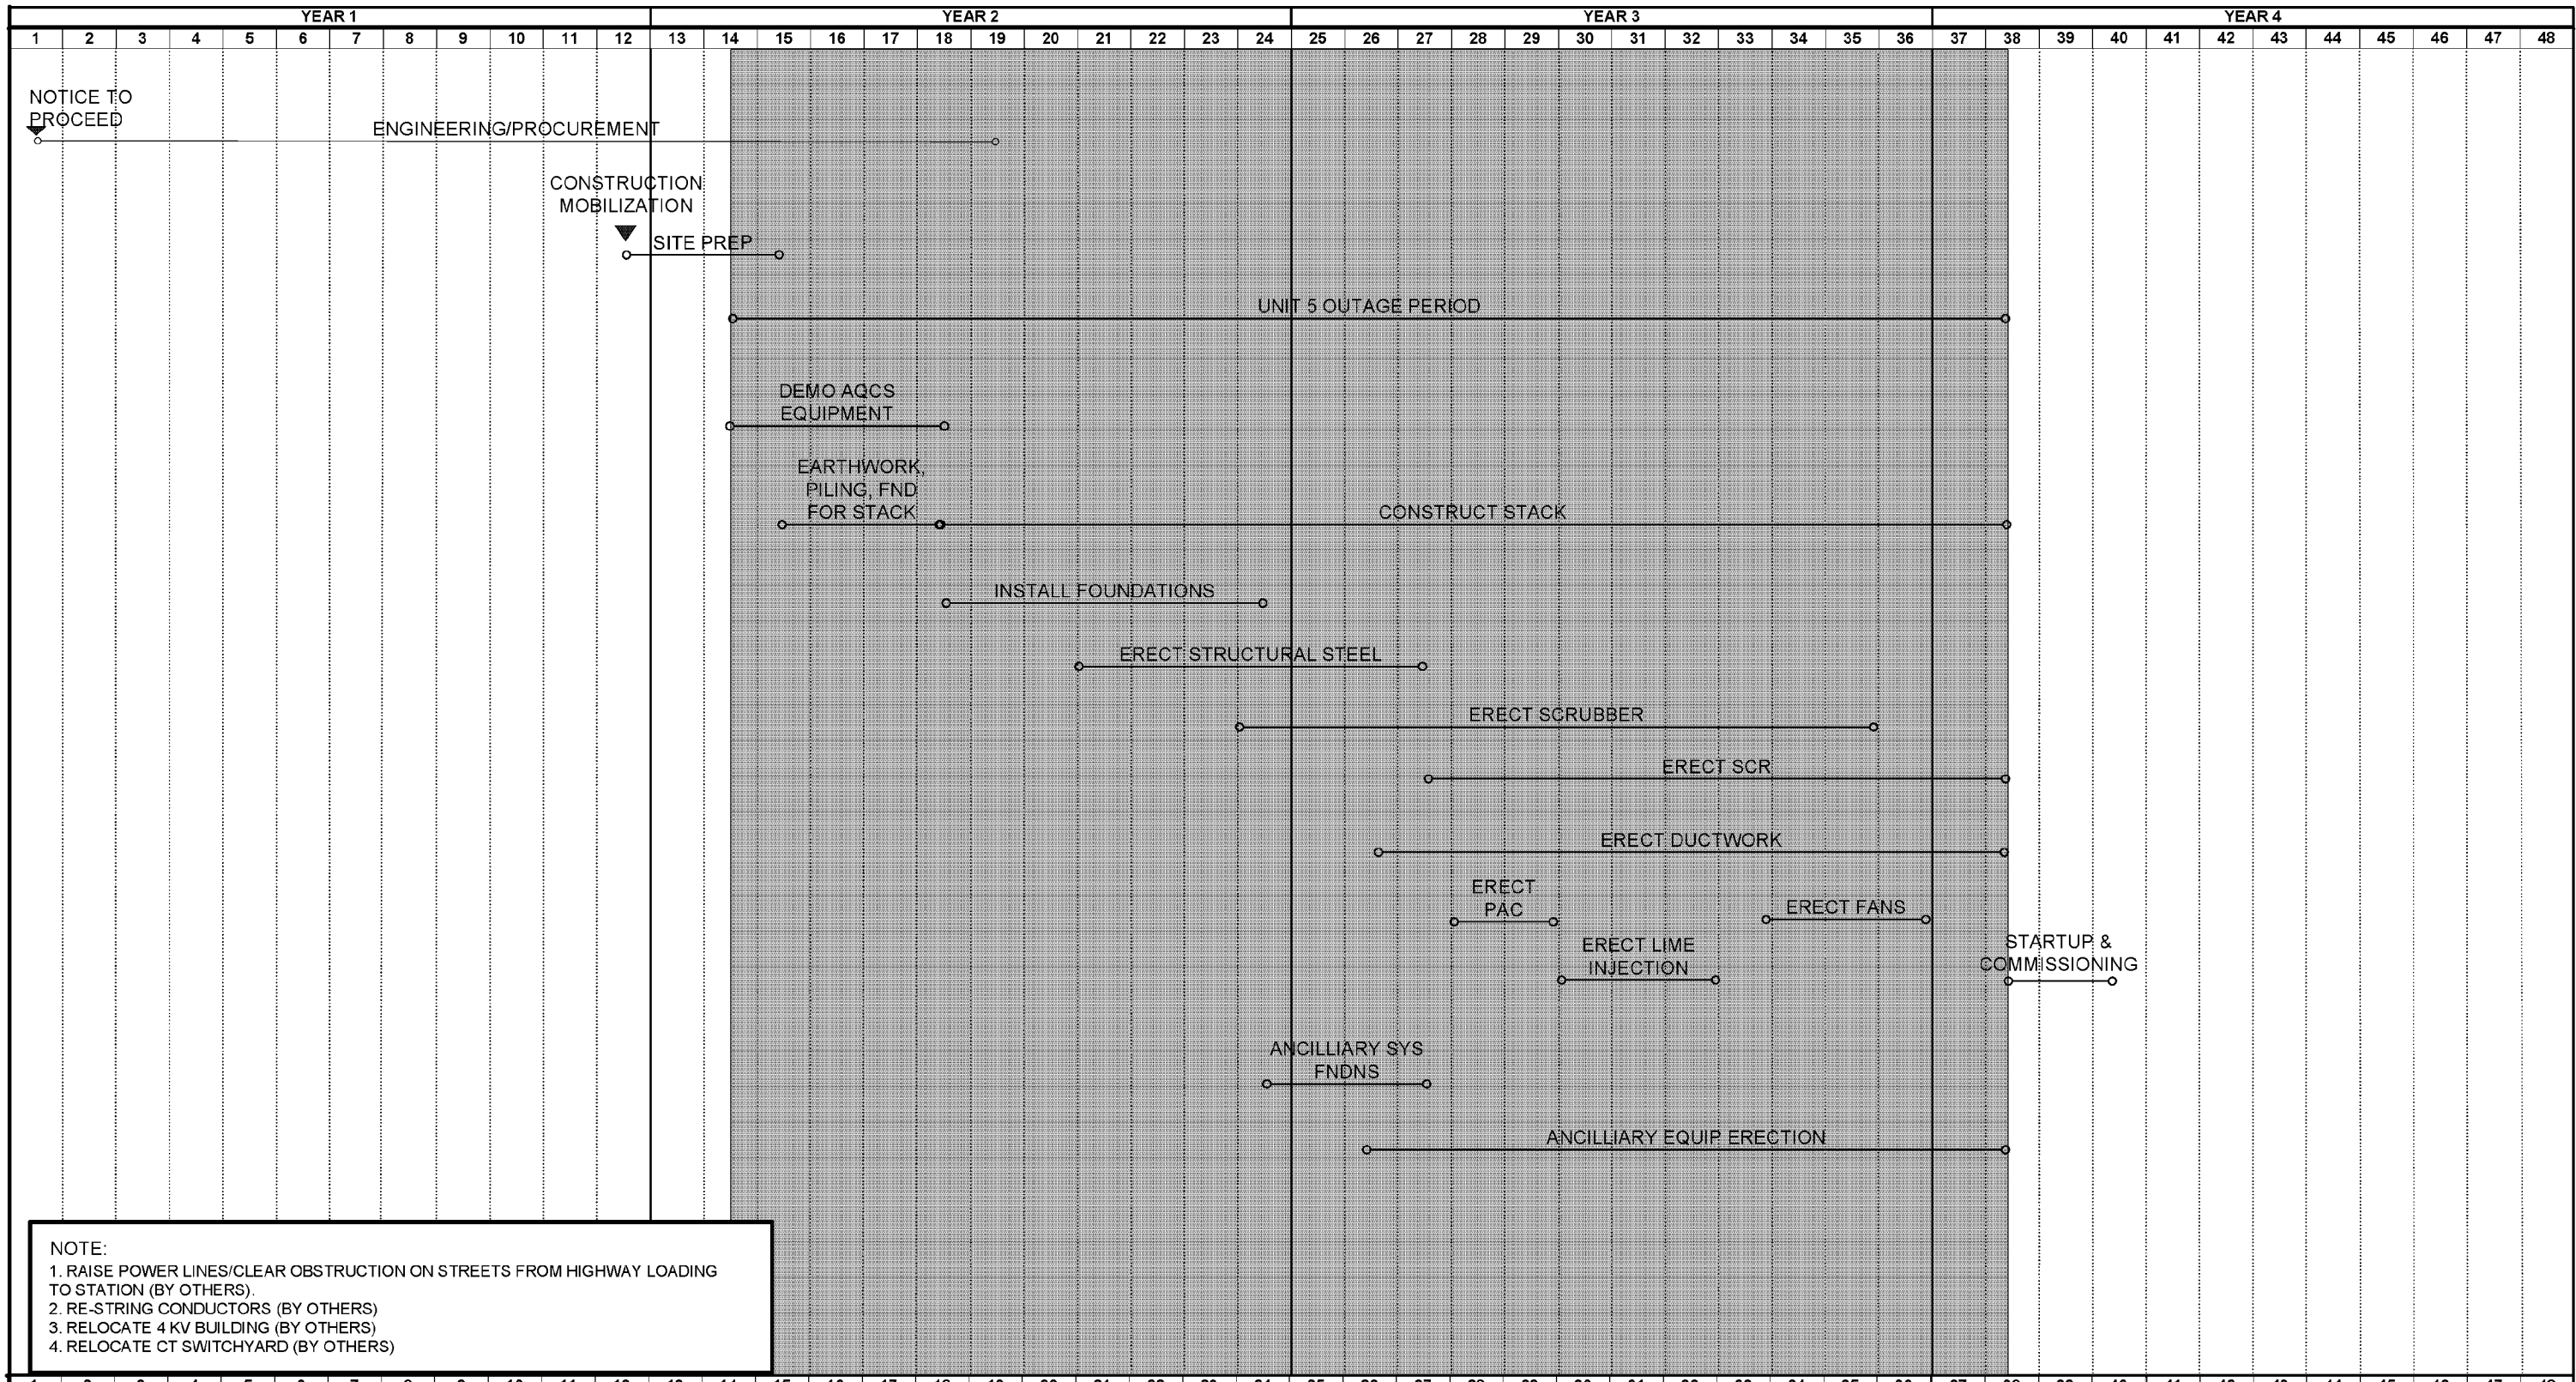 YEAR 1 YEAR 2 YEAR 3 YEAR 4
1 2 3 4 5 6 7 8 9 10 11 12 13 14 15 16 17 18 19 20 21 22 23 24 25 26 27 28 29 30 31 32 33 34 35 36 37 38 39 40 41 42 43 44 45 46 47 48
NOTICE TO
PROCEED
ENGINEERING/PROCUREMENT
CONSTRUCTION
MOBILIZATION
SITE PREP
UNIT 5 OUTAGE PERIOD
DEMO AQCS
EQUIPMENT
EARTHWORK,
PILING, FND
FOR STACK
CONSTRUCT STACK
INSTALL FOUNDATIONS
ERECT STRUCTURAL STEEL
ERECT SCRUBBER
ERECT SCR
ERECT DUCTWORK
ERECT
PAC
ERECT FANS
ERECT LIME
INJECTION
STARTUP &
COMMISSIONING
ANCILLIARY SYS
FNDNS
ANCILLIARY EQUIP ERECTION
NOTE:
1. RAISE POWER LINES/CLEAR OBSTRUCTION ON STREETS FROM HIGHWAY LOADING
TO STATION (BY OTHERS).
2. RE-STRING CONDUCTORS (BY OTHERS)
3. RELOCATE 4 KV BUILDING (BY OTHERS)
4. RELOCATE CT SWITCHYARD (BY OTHERS)